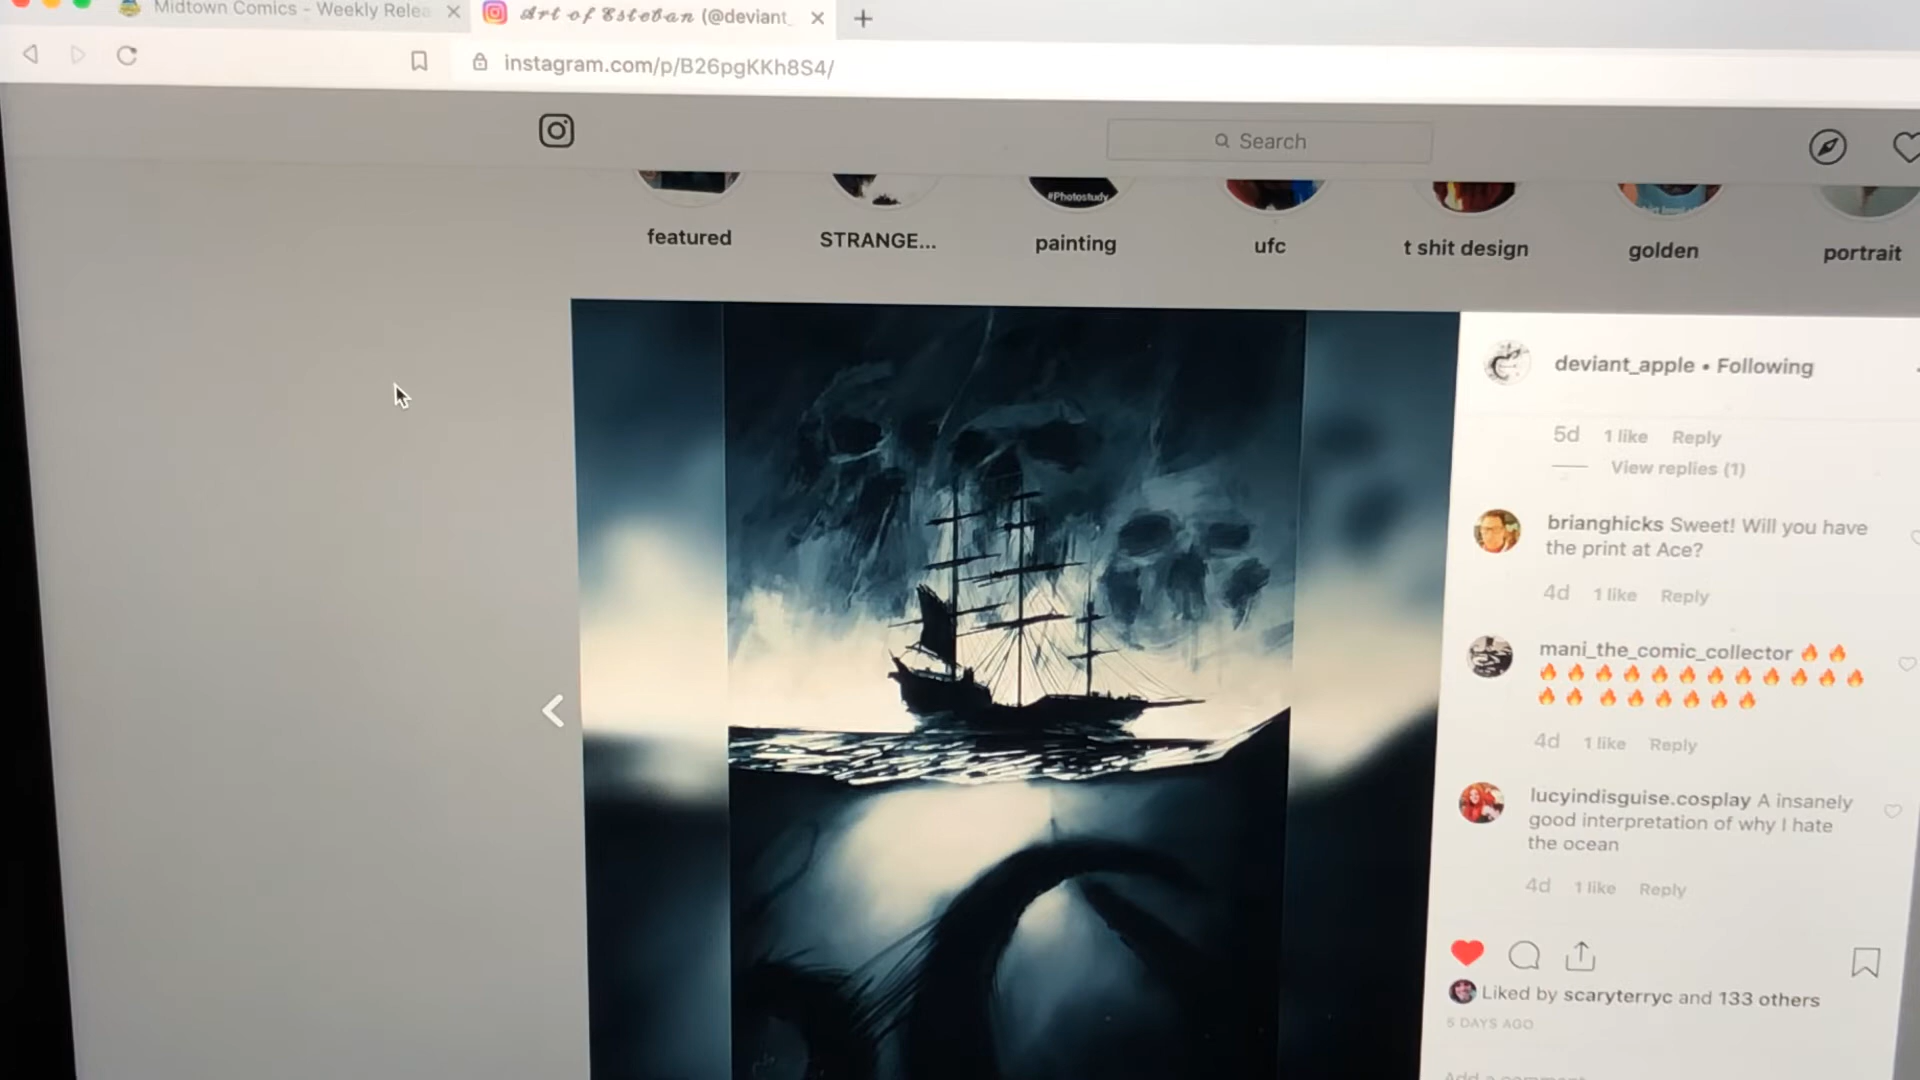 Midtown Comics - Weekly Relea
Art of Esteban (@deviant_
instagram.com/p/B26pgKKh8S4/
Search
#Photostudy
featured
STRANGE...
painting
ufc
t shit design
golden
portrait
deviant_apple • Following
5d 1 like Reply
View replies (1)
brianghicks Sweet! Will you have
the print at Ace?
4d 1 like Reply
mani_the_comic_collector 🔥🔥
🔥🔥🔥🔥🔥🔥🔥🔥🔥🔥🔥🔥
🔥🔥🔥🔥🔥🔥🔥🔥
4d 1 like Reply
lucyindisguise.cosplay A insanely
good interpretation of why I hate
the ocean
4d 1 like Reply
Liked by scaryterryc and 133 others
5 DAYS AGO
Add a comment